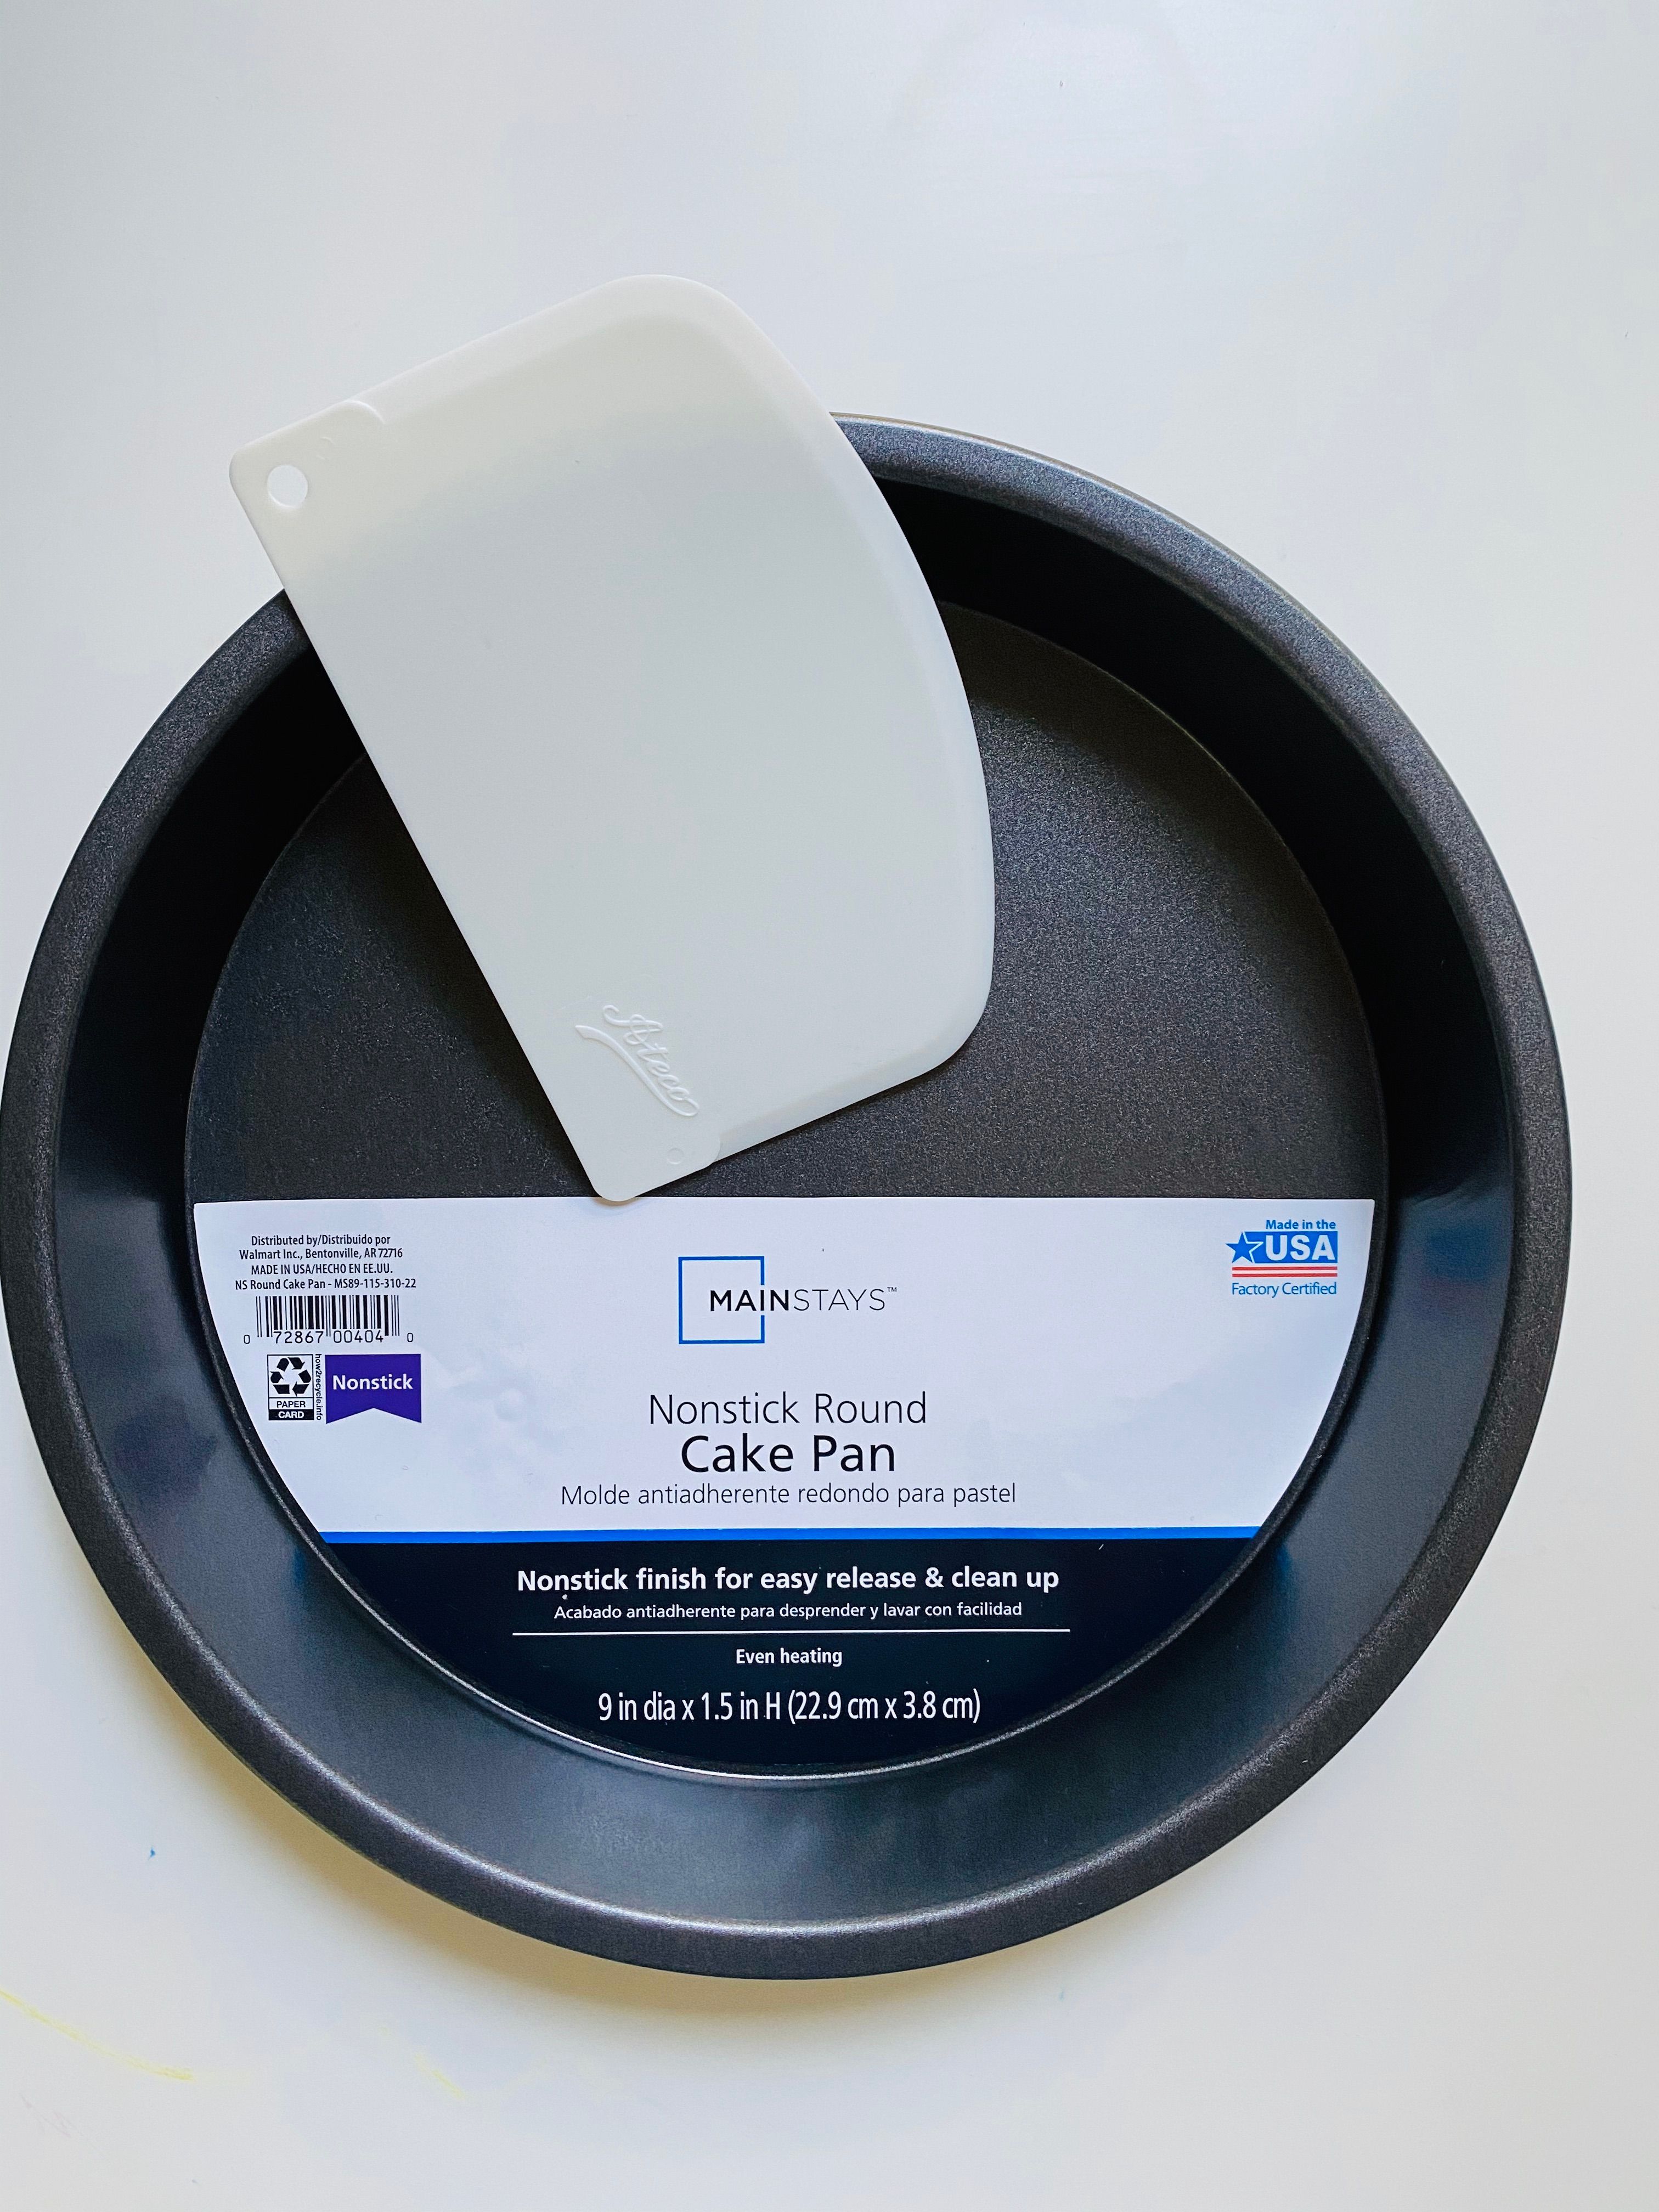 Ateco
Distributed by/Distribuido por
Walmart Inc., Bentonville, AR 72716
MADE IN USA/HECHO EN EE.UU.
NS Round Cake Pan - MS89-115-310-22
0 72867 00404 0
PAPER
CARD
how2recycle.info
Nonstick
MAINSTAYS™
Made in the
USA
Factory Certified
Nonstick Round
Cake Pan
Molde antiadherente redondo para pastel
Nonstick finish for easy release & clean up
Acabado antiadherente para desprender y lavar con facilidad
Even heating
9 in dia x 1.5 in H (22.9 cm x 3.8 cm)